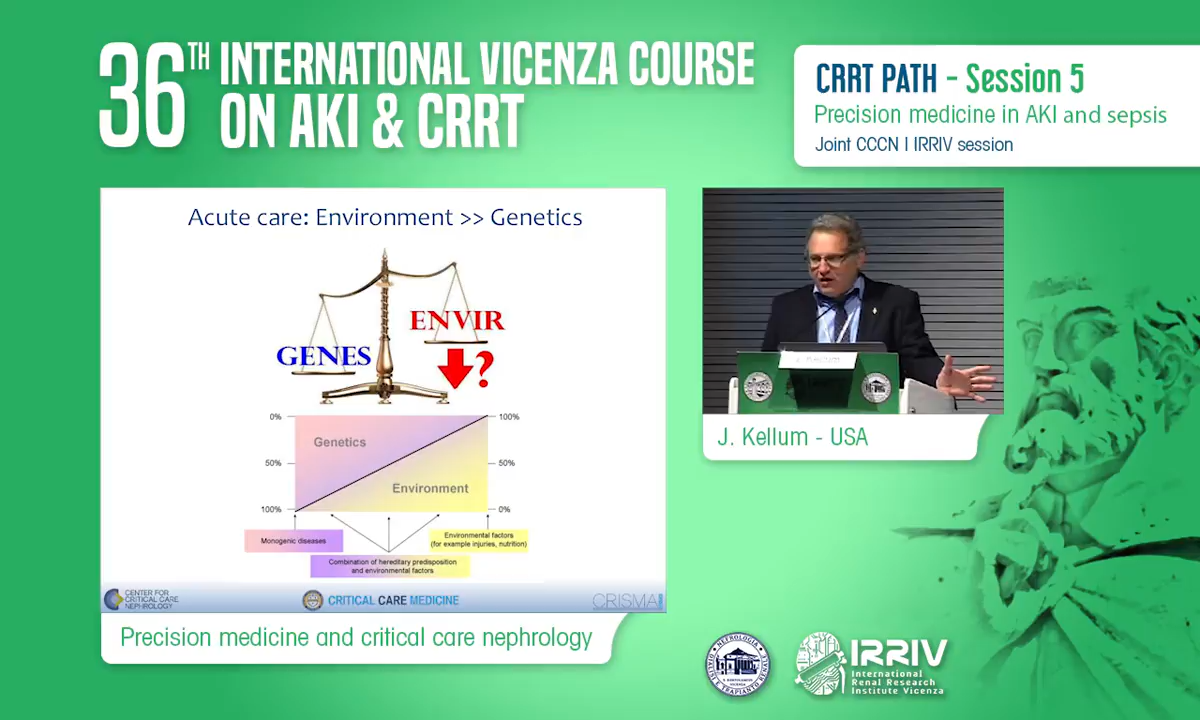 36TH INTERNATIONAL VICENZA COURSE
ON AKI & CRRT
CRRT PATH - Session 5
Precision medicine in AKI and sepsis
Joint CCCN | IRRIV session
Acute care: Environment >> Genetics
GENES
ENVIR
?
0%
100%
Genetics
50%
50%
Environment
100%
0%
Monogenic diseases
Environmental factors
(for example injuries, nutrition)
Combination of hereditary predisposition
and environmental factors
CENTER FOR
CRITICAL CARE
NEPHROLOGY
CRITICAL CARE MEDICINE
CRISMA
Precision medicine and critical care nephrology
J. Kellum - USA
IRRIV
International
Renal Research
Institute Vicenza